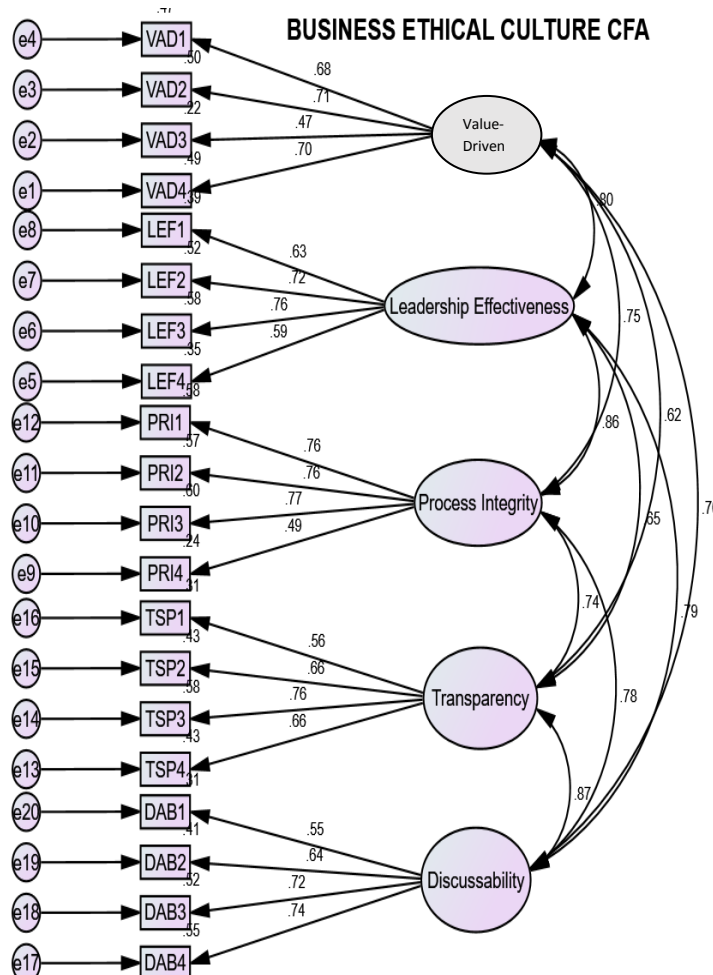 BUSINESS ETHICAL CULTURE CFA
e4 VAD1 .50 .68
e3 VAD2 .22 .71
e2 VAD3 .49 .47
e1 VAD4 .39 .70
Value-
Driven
e8 LEF1 .52 .63
e7 LEF2 .58 .72
e6 LEF3 .35 .76
e5 LEF4 .58 .59
Leadership Effectiveness
e12 PRI1 .57 .76
e11 PRI2 .60 .76
e10 PRI3 .24 .77
e9 PRI4 .31 .49
Process Integrity
e16 TSP1 .43 .56
e15 TSP2 .58 .66
e14 TSP3 .43 .76
e13 TSP4 .31 .66
Transparency
e20 DAB1 .41 .55
e19 DAB2 .52 .64
e18 DAB3 .55 .72
e17 DAB4 .74
Discussability
.80
.75
.86
.62
.65
.74
.79
.78
.87